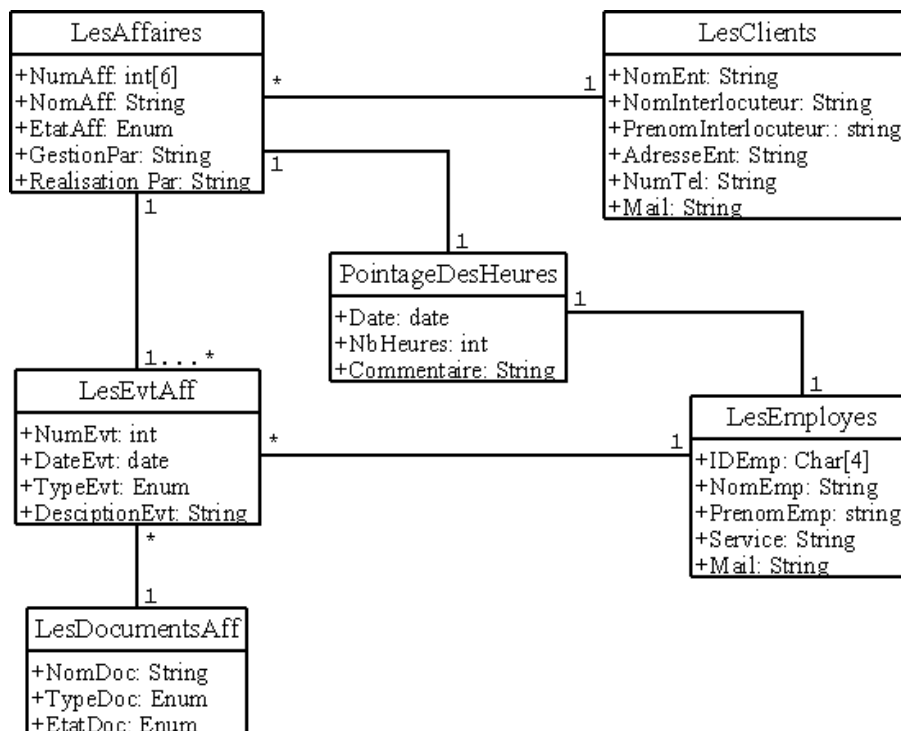 LesAffaires
+NumAff: int[6]
+NomAff: String
+EtatAff: Enum
+GestionPar: String
+Realisation Par: String
*
1
LesClients
+NomEnt: String
+NomInterlocuteur: String
+PrenomInterlocuteur:: string
+AdresseEnt: String
+NumTel: String
+Mail: String
1
1
1
PointageDesHeures
+Date: date
+NbHeures: int
+Commentaire: String
1
1
1...*
LesEvtAff
+NumEvt: int
+DateEvt: date
+TypeEvt: Enum
+DesciptionEvt: String
*
1
LesEmployes
+IDEmp: Char[4]
+NomEmp: String
+PrenomEmp: string
+Service: String
+Mail: String
*
1
LesDocumentsAff
+NomDoc: String
+TypeDoc: Enum
+EtatDoc: Enum